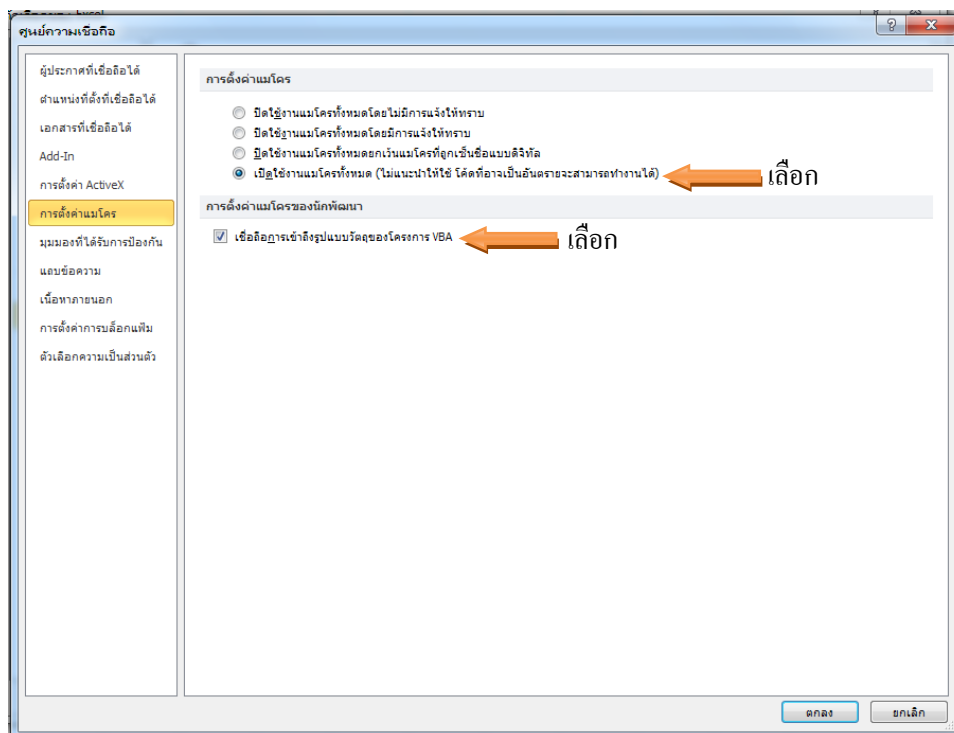 ศูนย์ความเชื่อถือ
ผู้ประกาศที่เชื่อถือได้
ตำแหน่งที่ตั้งที่เชื่อถือได้
เอกสารที่เชื่อถือได้
Add-In
การตั้งค่า ActiveX
การตั้งค่าแมโคร
มุมมองที่ได้รับการป้องกัน
แถบข้อความ
เนื้อหาภายนอก
การตั้งค่าการบล็อกแฟ้ม
ตัวเลือกความเป็นส่วนตัว
การตั้งค่าแมโคร
ปิดใช้งานแมโครทั้งหมดโดยไม่มีการแจ้งให้ทราบ
ปิดใช้งานแมโครทั้งหมดโดยมีการแจ้งให้ทราบ
ปิดใช้งานแมโครทั้งหมดยกเว้นแมโครที่ถูกเซ็นชื่อแบบดิจิทัล
เปิดใช้งานแมโครทั้งหมด (ไม่แนะนำให้ใช้ โค้ดที่อาจเป็นอันตรายจะสามารถทำงานได้) เลือก
การตั้งค่าแมโครของนักพัฒนา
เชื่อถือการเข้าถึงรูปแบบวัตถุของโครงการ VBA เลือก
ตกลง
ยกเลิก